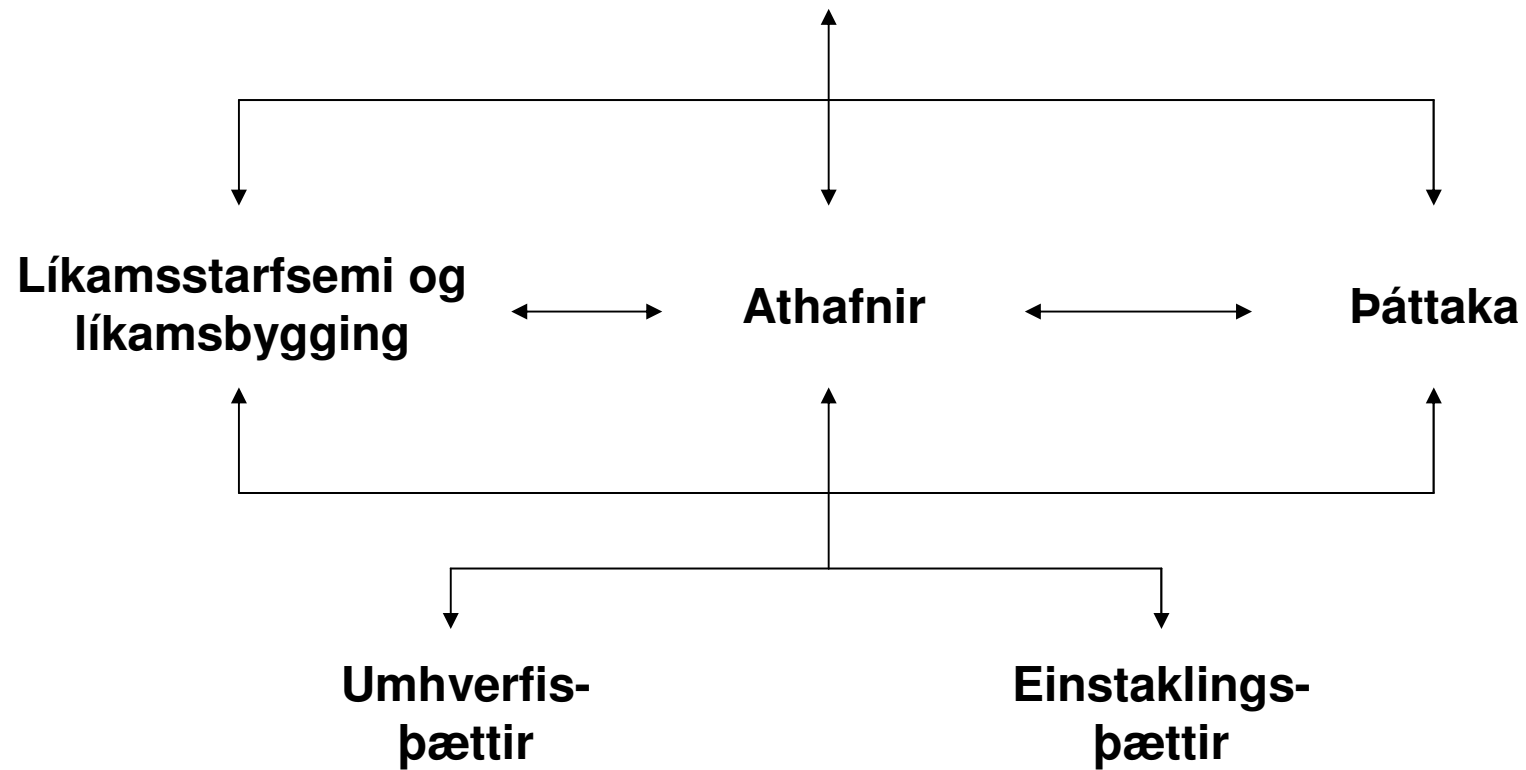 Líkamsstarfsemi og
líkamsbygging
Athafnir
Þáttaka
Umhverfis-
þættir
Einstaklings-
þættir